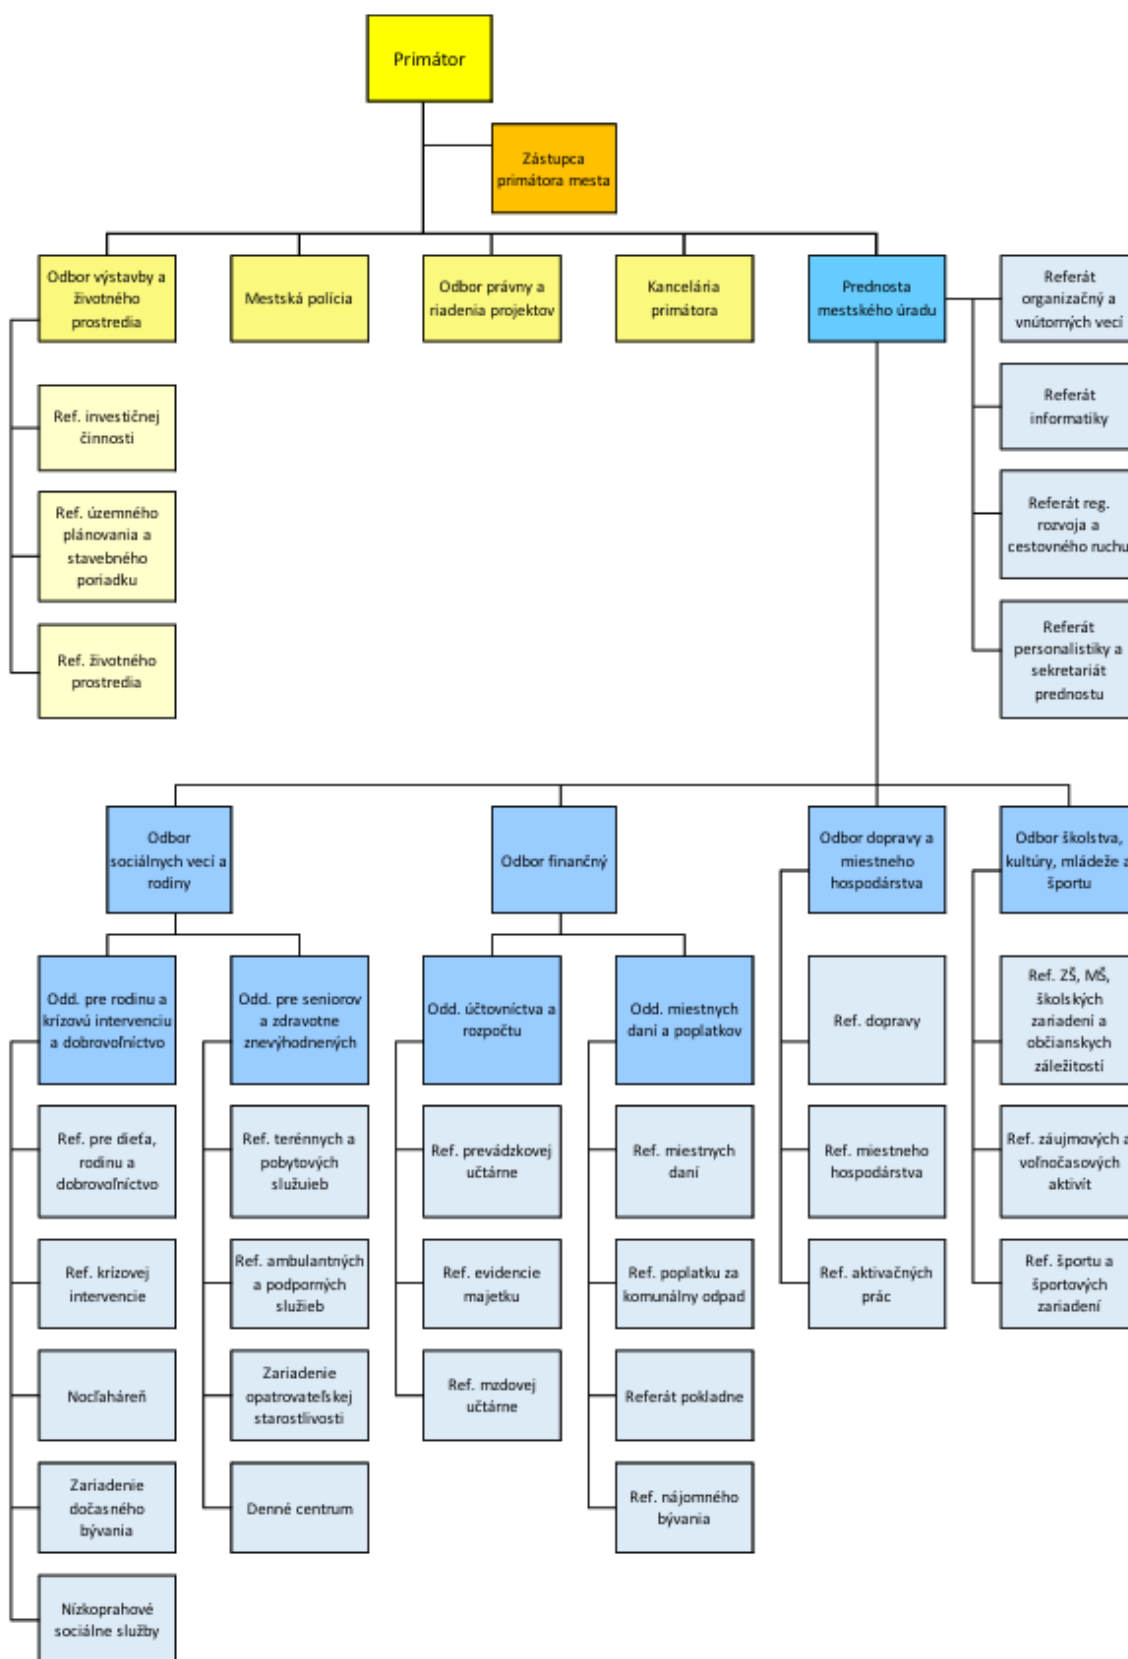 Primátor
Zástupca
primátora mesta
Odbor výstavby a
životného
prostredia
Mestská polícia
Odbor právny a
riadenia projektov
Kancelária
primátora
Prednosta
mestského úradu
Referát
organizačný a
vnútorných vecí
Ref. investičnej
činnosti
Referát
informatiky
Ref. územného
plánovania a
stavebného
poriadku
Referát reg.
rozvoja a
cestovného ruchu
Ref. životného
prostredia
Referát
personalistiky a
sekretariát
prednostu
Odbor
sociálnych vecí a
rodiny
Odbor finančný
Odbor dopravy a
miestneho
hospodárstva
Odbor školstva,
kultúry, mládeže a
športu
Odd. pre rodinu a
krízovú intervenciu
a dobrovoľníctvo
Odd. pre seniorov
a zdravotne
znevýhodnených
Odd. účtovníctva a
rozpočtu
Odd. miestnych
daní a poplatkov
Ref. dopravy
Ref. ZŠ, MŠ,
školských
zariadení a
občianskych
záležitostí
Ref. pre dieťa,
rodinu a
dobrovoľníctvo
Ref. terénnych a
pobytových
služuieb
Ref. prevádzkovej
učtárne
Ref. miestnych
daní
Ref. miestneho
hospodárstva
Ref. záujmových a
voľnočasových
aktivít
Ref. krízovej
intervencie
Ref. ambulantných
a podporných
služieb
Ref. evidencie
majetku
Ref. poplatku za
komunálny odpad
Ref. aktivačných
prác
Ref. športu a
športových
zariadení
Nocľaháreň
Zariadenie
opatrovateľskej
starostlivosti
Ref. mzdovej
učtárne
Referát pokladne
Zariadenie
dočasného
bývania
Denné centrum
Ref. nájomného
bývania
Nízkoprahové
sociálne služby